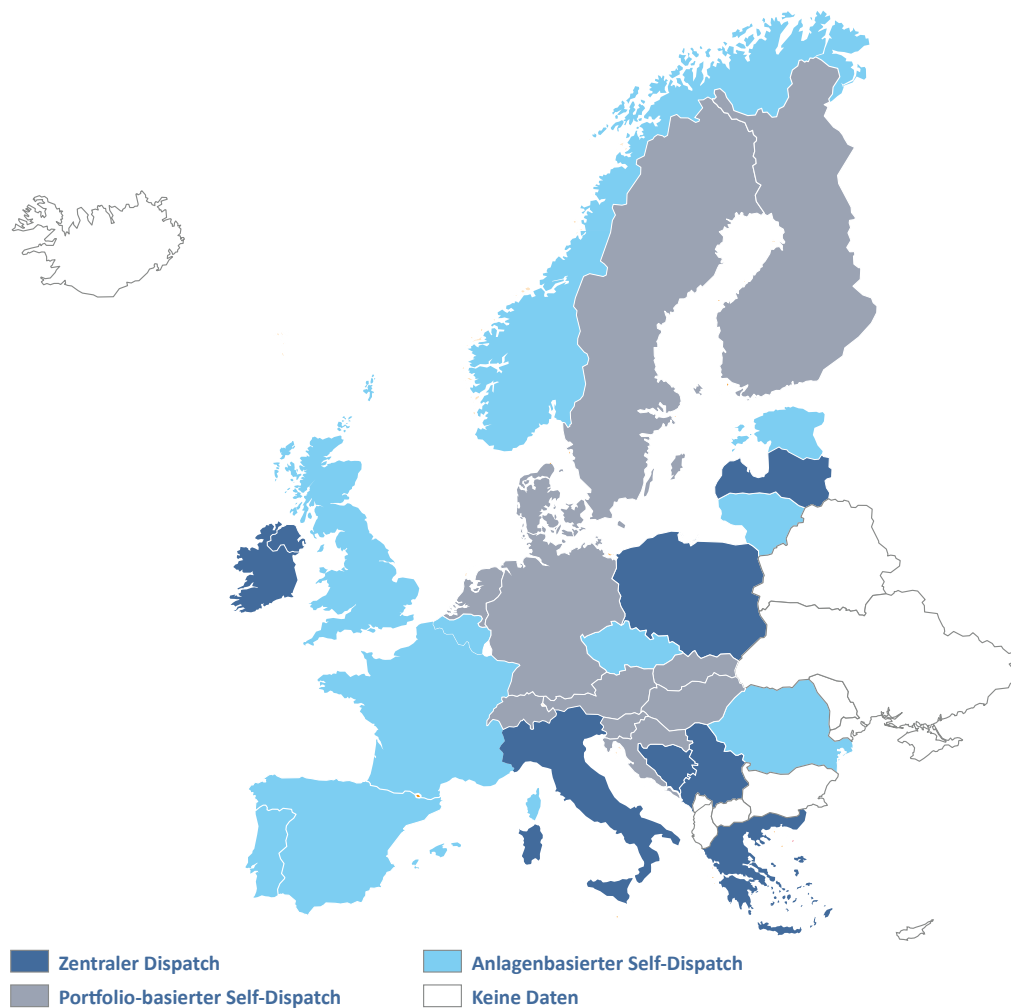 Zentraler Dispatch
Anlagenbasierter Self-Dispatch
Portfolio-basierter Self-Dispatch
Keine Daten